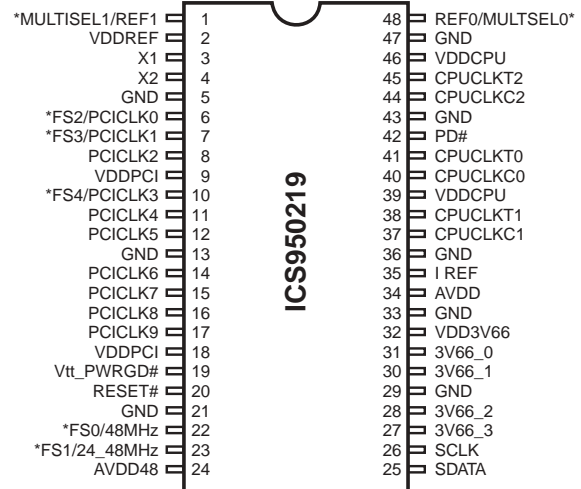 *MULTISEL1/REF1 1 48 REF0/MULTSEL0*
VDDREF 2 47 GND
X1 3 46 VDDCPU
X2 4 45 CPUCLKT2
GND 5 44 CPUCLKC2
*FS2/PCICLK0 6 43 GND
*FS3/PCICLK1 7 42 PD#
PCICLK2 8 41 CPUCLKT0
VDDPCI 9 40 CPUCLKC0
*FS4/PCICLK3 10 39 VDDCPU
PCICLK4 11 38 CPUCLKT1
PCICLK5 12 37 CPUCLKC1
GND 13 36 GND
PCICLK6 14 35 I REF
PCICLK7 15 34 AVDD
PCICLK8 16 33 GND
PCICLK9 17 32 VDD3V66
VDDPCI 18 31 3V66_0
Vtt_PWRGD# 19 30 3V66_1
RESET# 20 29 GND
GND 21 28 3V66_2
*FS0/48MHz 22 27 3V66_3
*FS1/24_48MHz 23 26 SCLK
AVDD48 24 25 SDATA
ICS950219